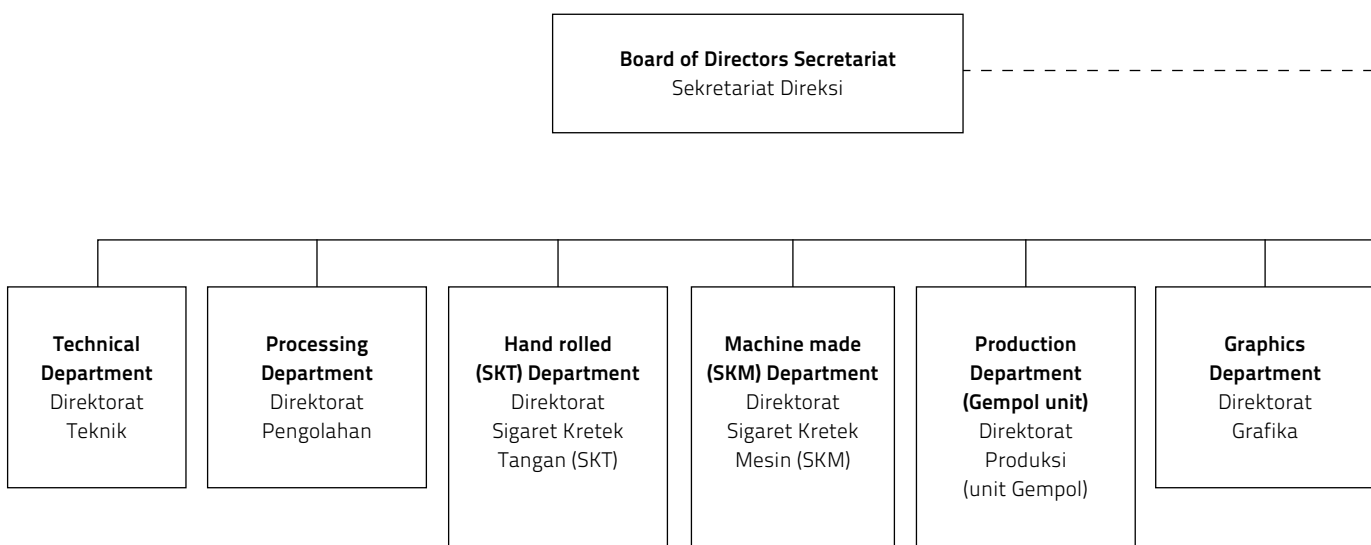 Board of Directors Secretariat
Sekretariat Direksi
Technical
Department
Direktorat
Teknik
Processing
Department
Direktorat
Pengolahan
Hand rolled
(SKT) Department
Direktorat
Sigaret Kretek
Tangan (SKT)
Machine made
(SKM) Department
Direktorat
Sigaret Kretek
Mesin (SKM)
Production
Department
(Gempol unit)
Direktorat
Produksi
(unit Gempol)
Graphics
Department
Direktorat
Grafika